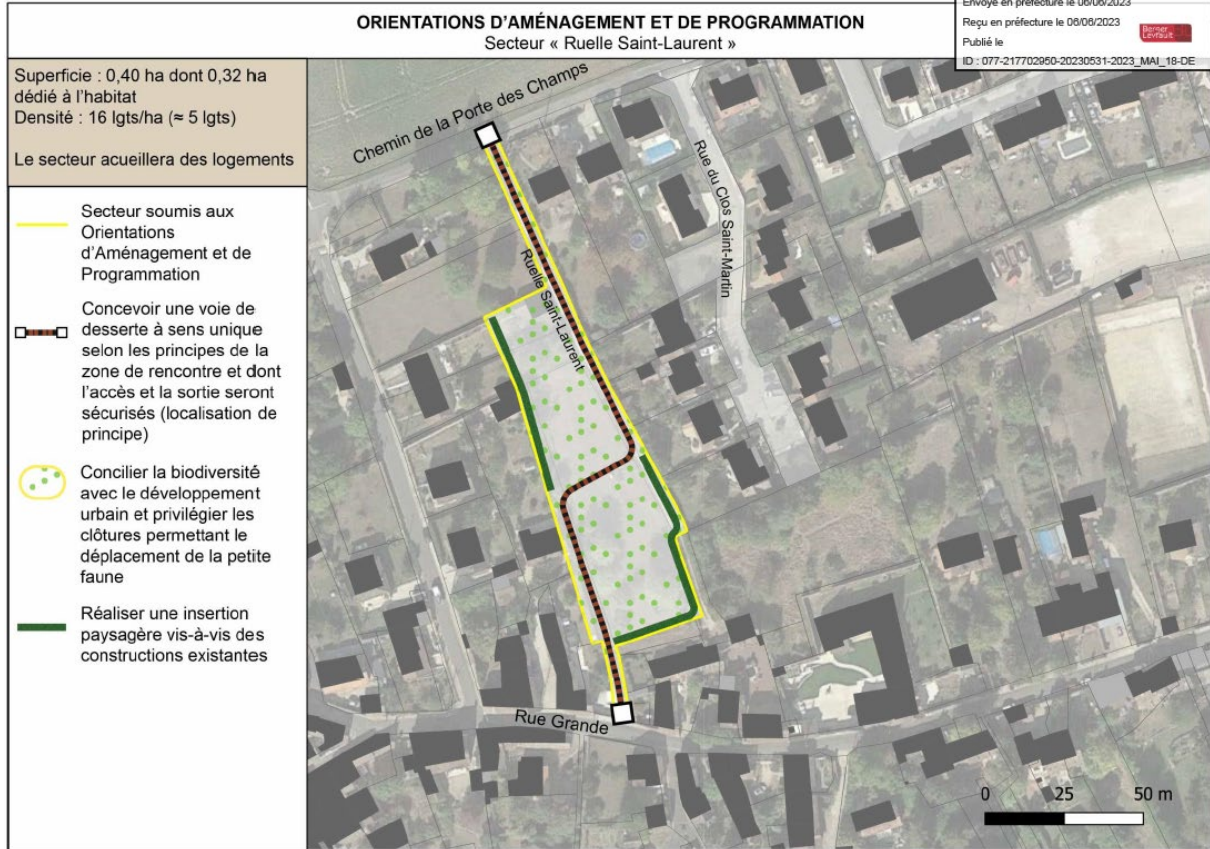 ORIENTATIONS D'AMÉNAGEMENT ET DE PROGRAMMATION
Secteur « Ruelle Saint-Laurent »
Envoyé en préfecture le 06/06/2023
Reçu en préfecture le 06/06/2023
Publié le
Berger
Levrault
ID : 077-217702950-20230531-2023_MAI_18-DE
Superficie : 0,40 ha dont 0,32 ha
dédié à l'habitat
Densité : 16 lgts/ha (≈ 5 lgts)
Le secteur acueillera des logements
Secteur soumis aux
Orientations
d'Aménagement et de
Programmation
Concevoir une voie de
desserte à sens unique
selon les principes de la
zone de rencontre et dont
l'accès et la sortie seront
sécurisés (localisation de
principe)
Concilier la biodiversité
avec le développement
urbain et privilégier les
clôtures permettant le
déplacement de la petite
faune
Réaliser une insertion
paysagère vis-à-vis des
constructions existantes
Chemin de la Porte des Champs
Rue du Clos Saint-Martin
Ruelle Saint-Laurent
Rue Grande
0 25 50 m